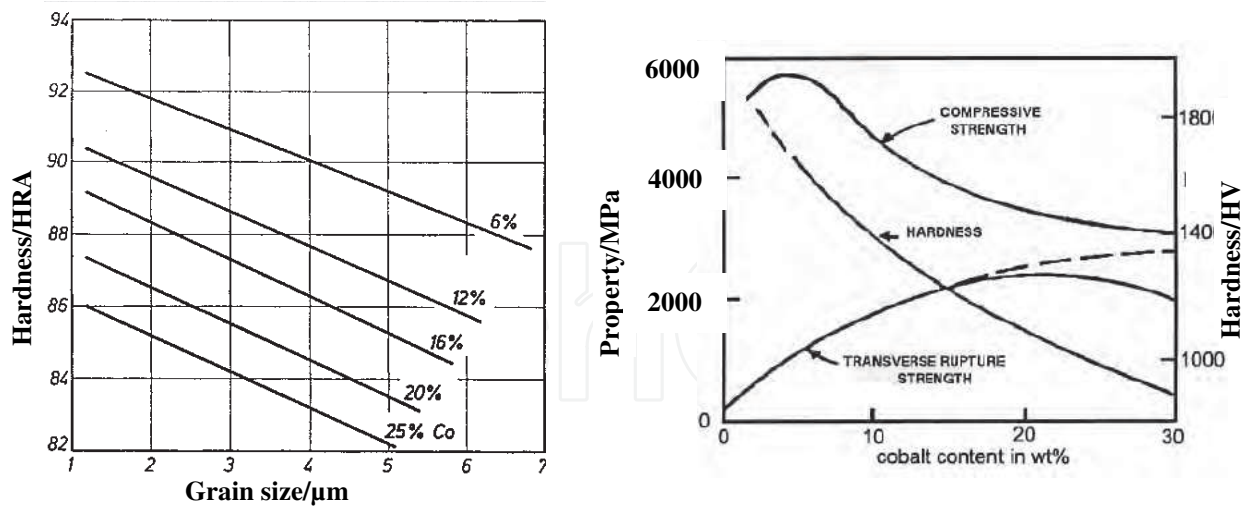 94
92
90
88
86
84
82
1
2
3
4
5
6
7
6%
12%
16%
20%
25% Co
Hardness/HRA
Grain size/µm
6000
4000
2000
0
Property/MPa
COMPRESSIVE
STRENGTH
HARDNESS
TRANSVERSE RUPTURE
STRENGTH
1800
1400
1000
Hardness/HV
0
10
20
30
cobalt content in wt%